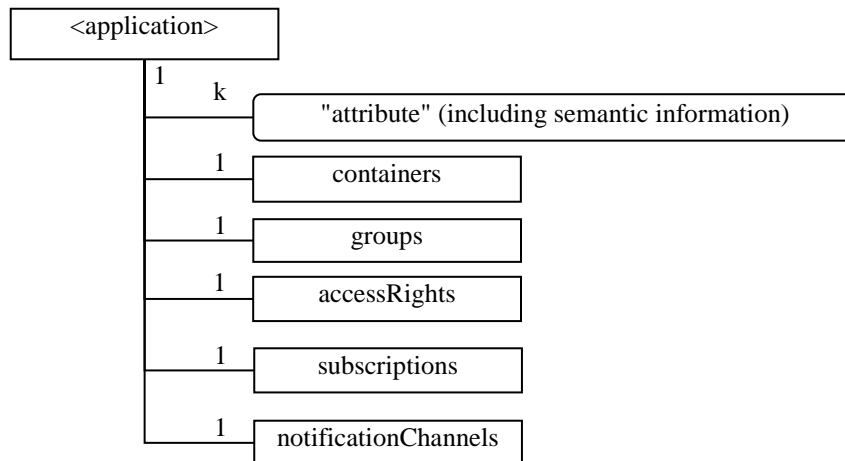 <application>
1
k
"attribute" (including semantic information)
1
containers
1
groups
1
accessRights
1
subscriptions
1
notificationChannels